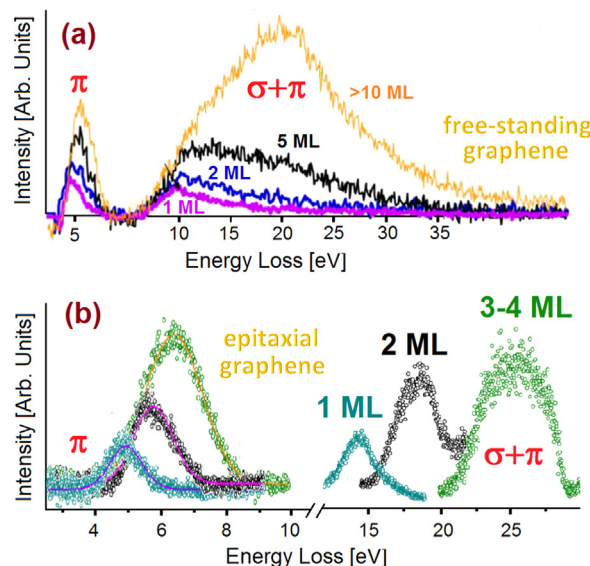 (a)
Intensity [Arb. Units]
π
σ+π
>10 ML
free-standing
graphene
5 ML
2 ML
1 ML
5 10 15 20 25 30 35
Energy Loss [eV]
(b)
Intensity [Arb. Units]
epitaxial
graphene
π
1 ML
2 ML
3-4 ML
σ+π
4 6 8 10 15 20 25
Energy Loss [eV]